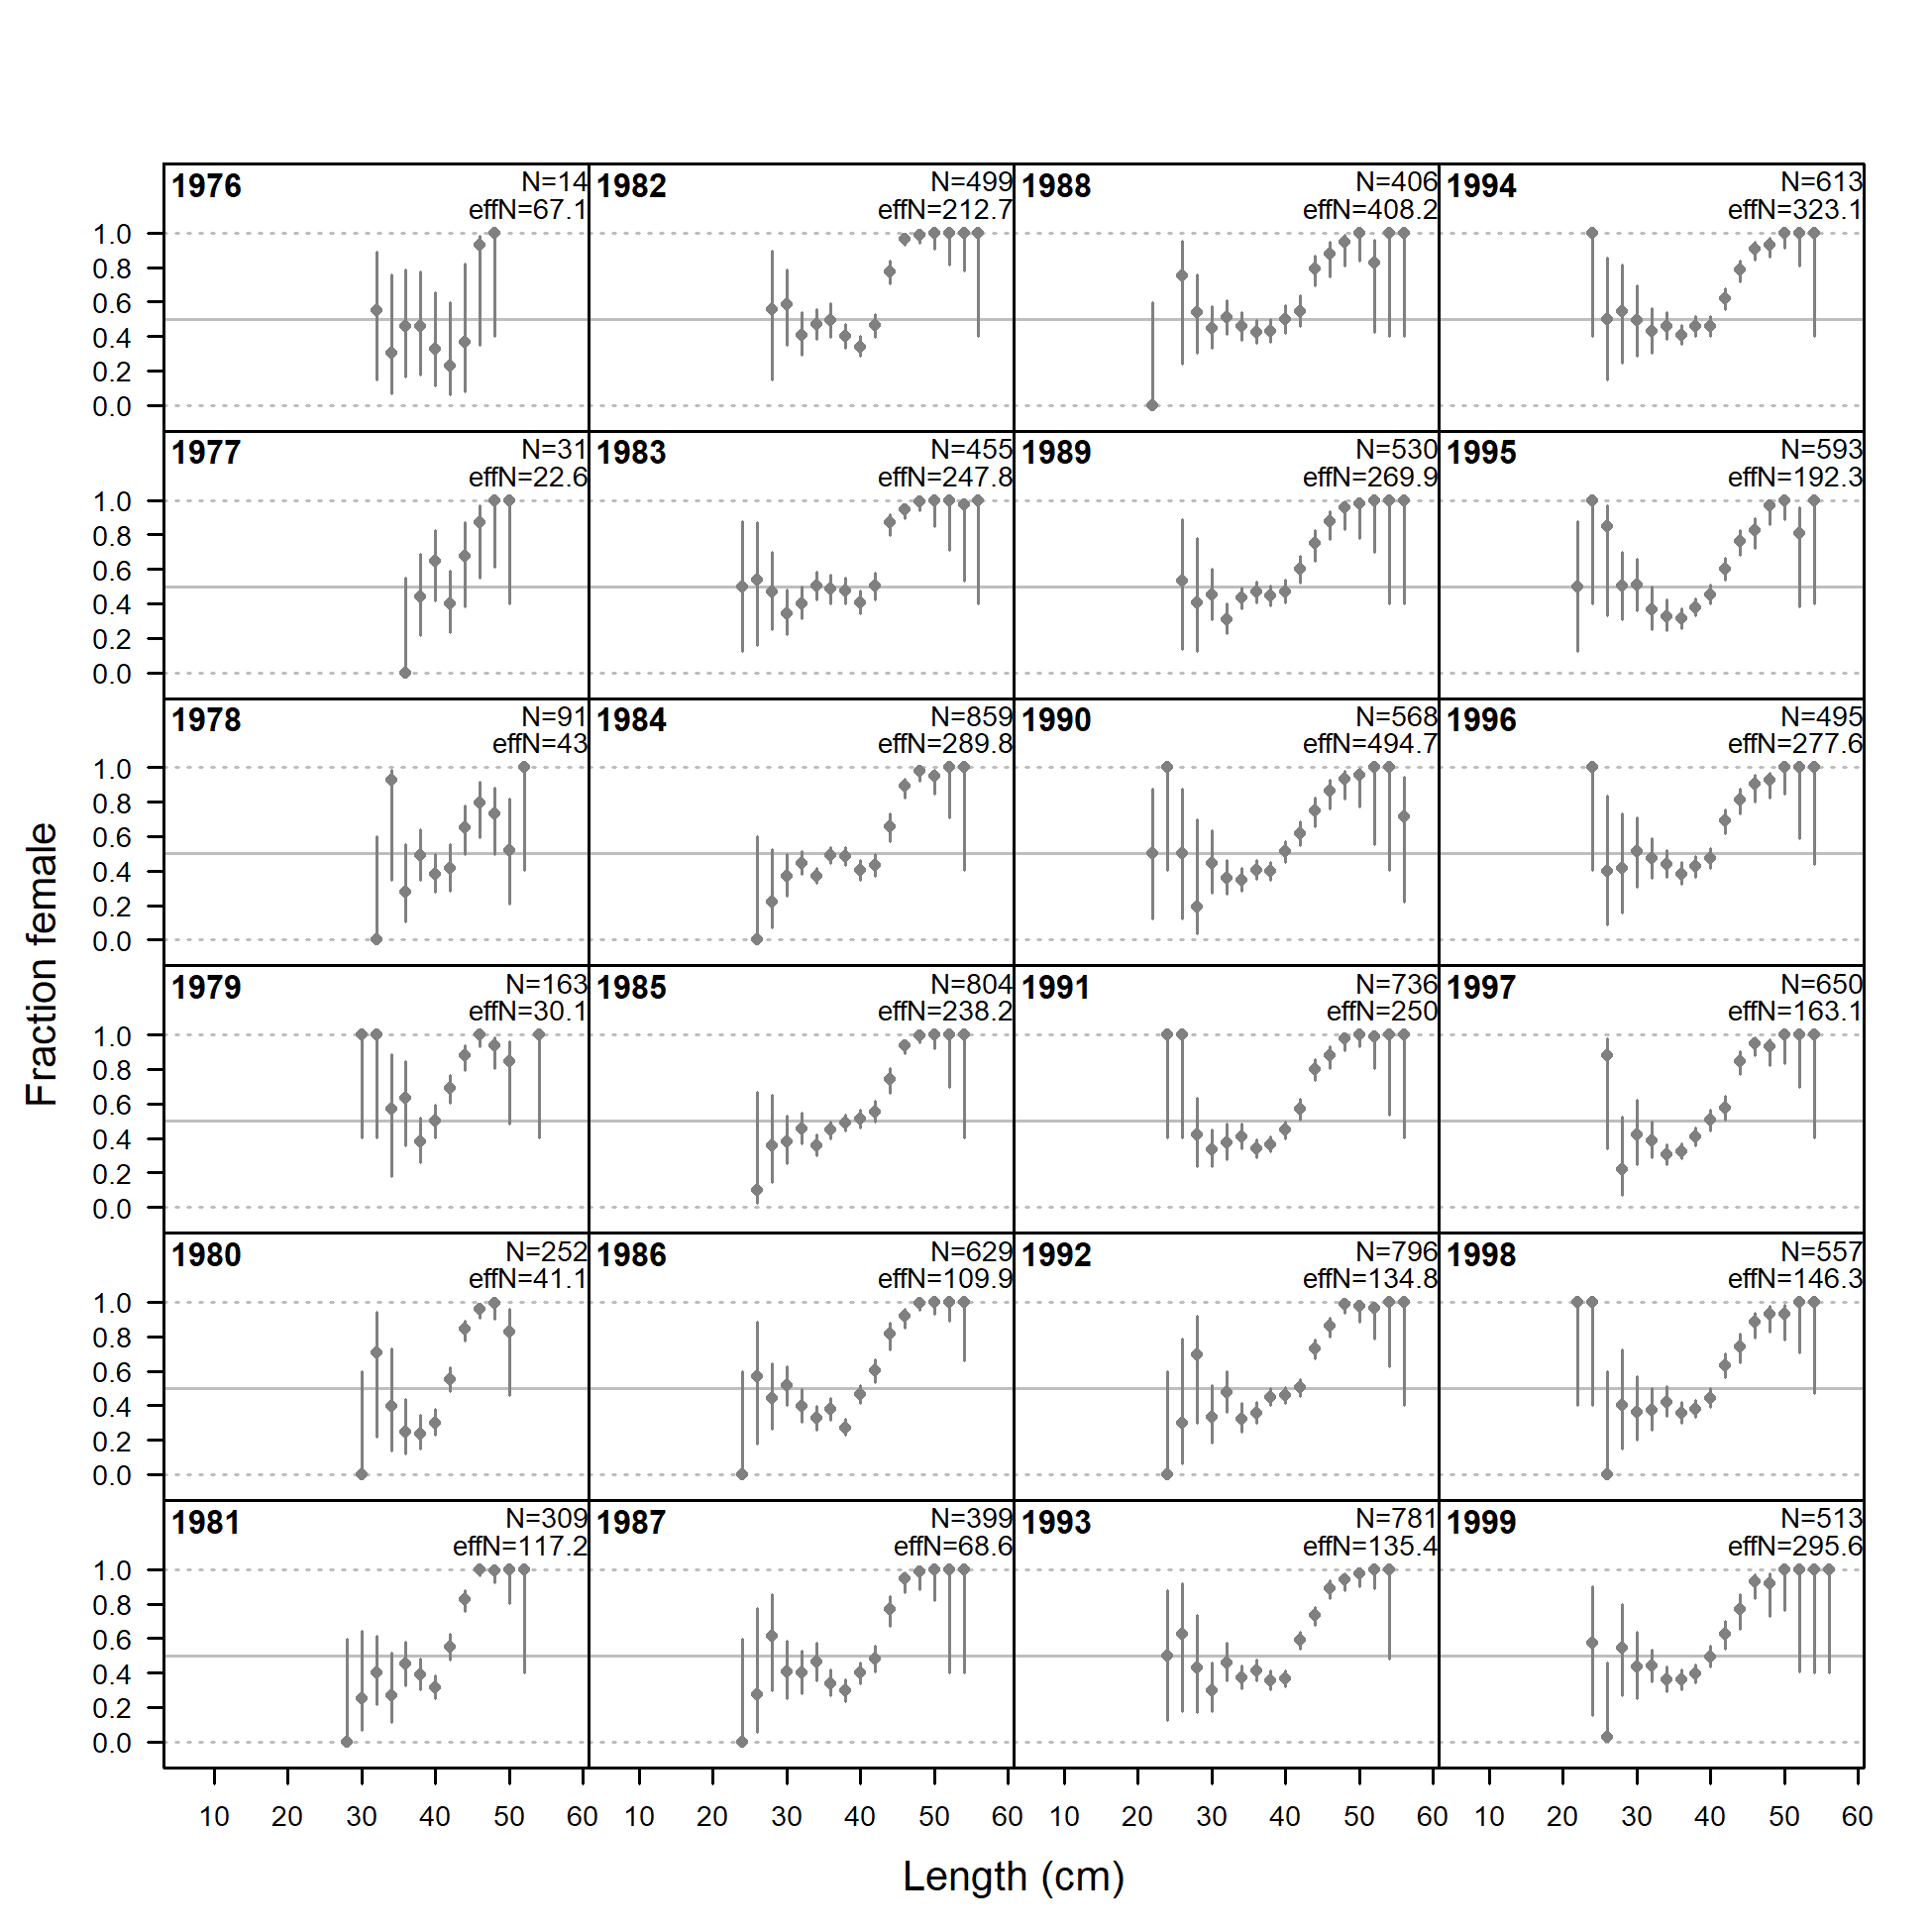 1976 N=14 1982 N=499 1988 N=406 1994 N=613
effN=67.1 effN=212.7 effN=408.2 effN=323.1
1.0
0.8
0.6
0.4
0.2
0.0
1977 N=31 1983 N=455 1989 N=530 1995 N=593
effN=22.6 effN=247.8 effN=269.9 effN=192.3
1.0
0.8
0.6
0.4
0.2
0.0
1978 N=91 1984 N=859 1990 N=568 1996 N=495
effN=43 effN=289.8 effN=494.7 effN=277.6
1.0
0.8
0.6
0.4
0.2
0.0
Fraction female
1979 N=163 1985 N=804 1991 N=736 1997 N=650
effN=30.1 effN=238.2 effN=250 effN=163.1
1.0
0.8
0.6
0.4
0.2
0.0
1980 N=252 1986 N=629 1992 N=796 1998 N=557
effN=41.1 effN=109.9 effN=134.8 effN=146.3
1.0
0.8
0.6
0.4
0.2
0.0
1981 N=309 1987 N=399 1993 N=781 1999 N=513
effN=117.2 effN=68.6 effN=135.4 effN=295.6
1.0
0.8
0.6
0.4
0.2
0.0
10 20 30 40 50 60 10 20 30 40 50 60 10 20 30 40 50 60 10 20 30 40 50 60
Length (cm)